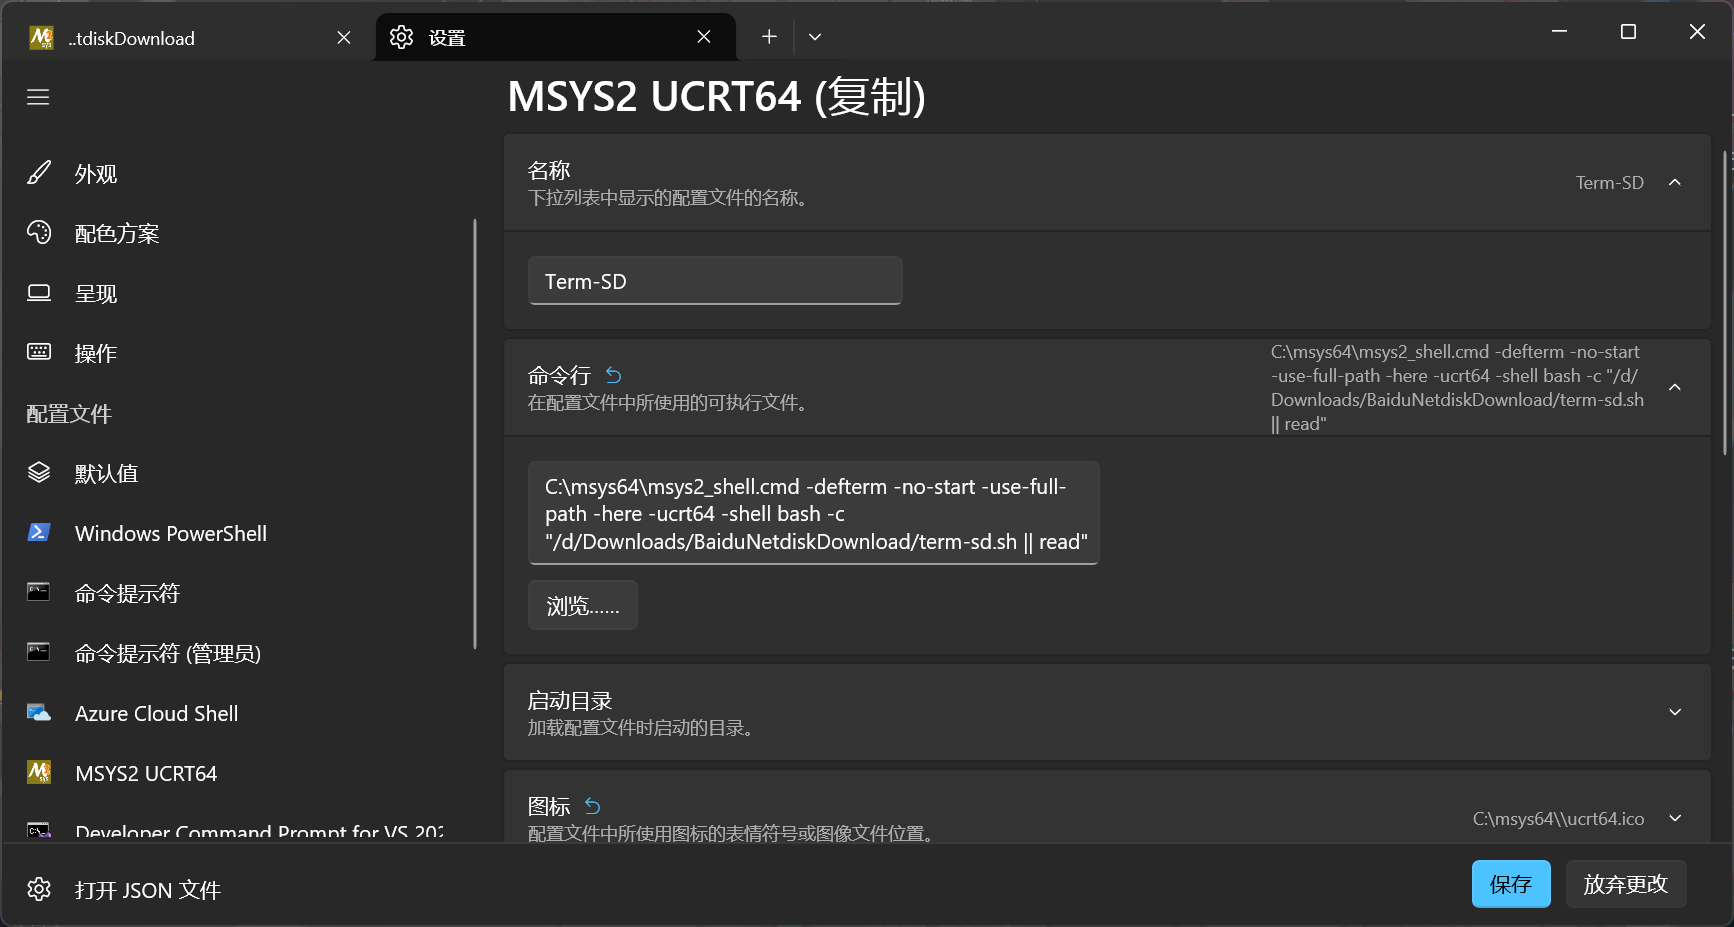 ..tdiskDownload
设置
MSYS2 UCRT64 (复制)
外观
配色方案
呈现
操作
配置文件
默认值
Windows PowerShell
命令提示符
命令提示符 (管理员)
Azure Cloud Shell
MSYS2 UCRT64
Developer Command Prompt for VS 202
打开 JSON 文件
名称
下拉列表中显示的配置文件的名称。
Term-SD
Term-SD
命令行
在配置文件中所使用的可执行文件。
C:\msys64\msys2_shell.cmd -defterm -no-start
-use-full-path -here -ucrt64 -shell bash -c "/d/
Downloads/BaiduNetdiskDownload/term-sd.sh
|| read"
C:\msys64\msys2_shell.cmd -defterm -no-start -use-full-
path -here -ucrt64 -shell bash -c
"/d/Downloads/BaiduNetdiskDownload/term-sd.sh || read"
浏览......
启动目录
加载配置文件时启动的目录。
图标
配置文件中所使用图标的表情符号或图像文件位置。
C:\msys64\\ucrt64.ico
保存
放弃更改